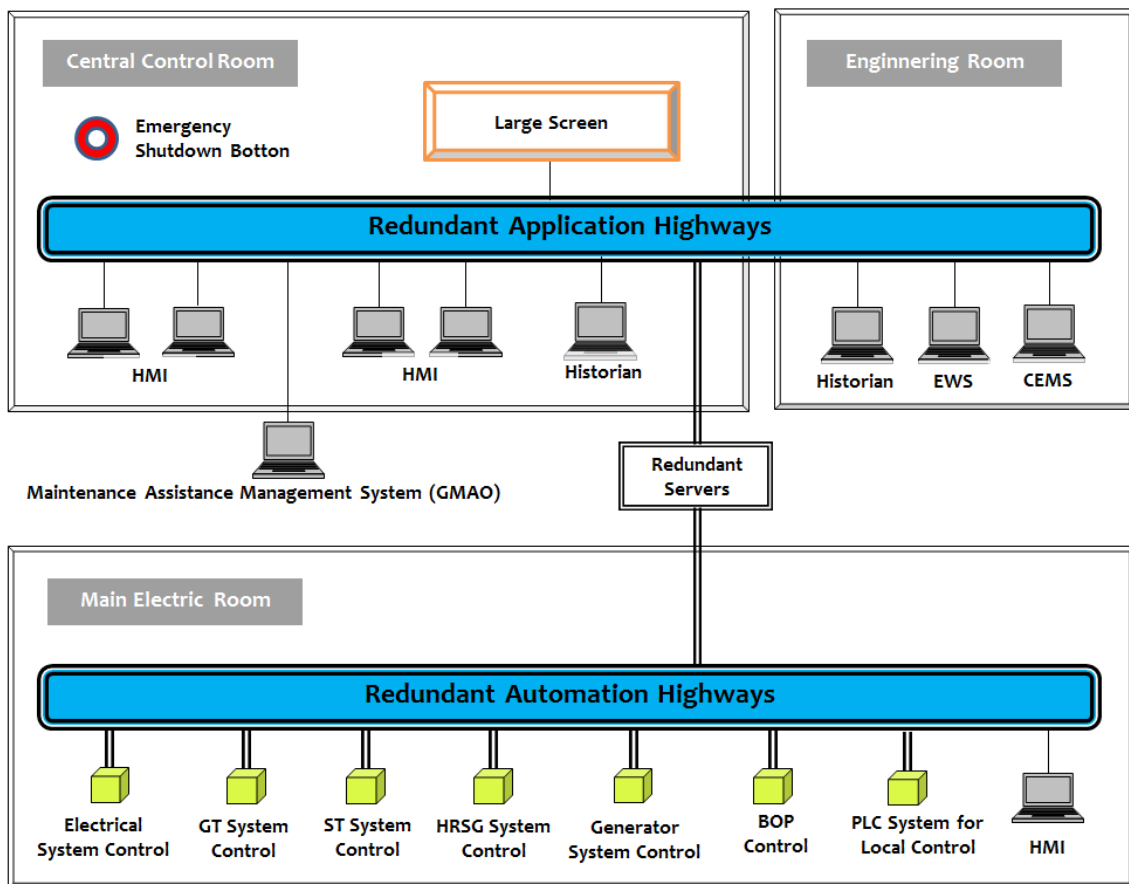 Central Control Room
Enginnering Room
Large Screen
Emergency
Shutdown Botton
Redundant Application Highways
HMI
HMI
Historian
Historian
EWS
CEMS
Redundant
Servers
Maintenance Assistance Management System (GMAO)
Main Electric Room
Redundant Automation Highways
Electrical
System Control
GT System
Control
ST System
Control
HRSG System
Control
Generator
System Control
BOP
Control
PLC System for
Local Control
HMI